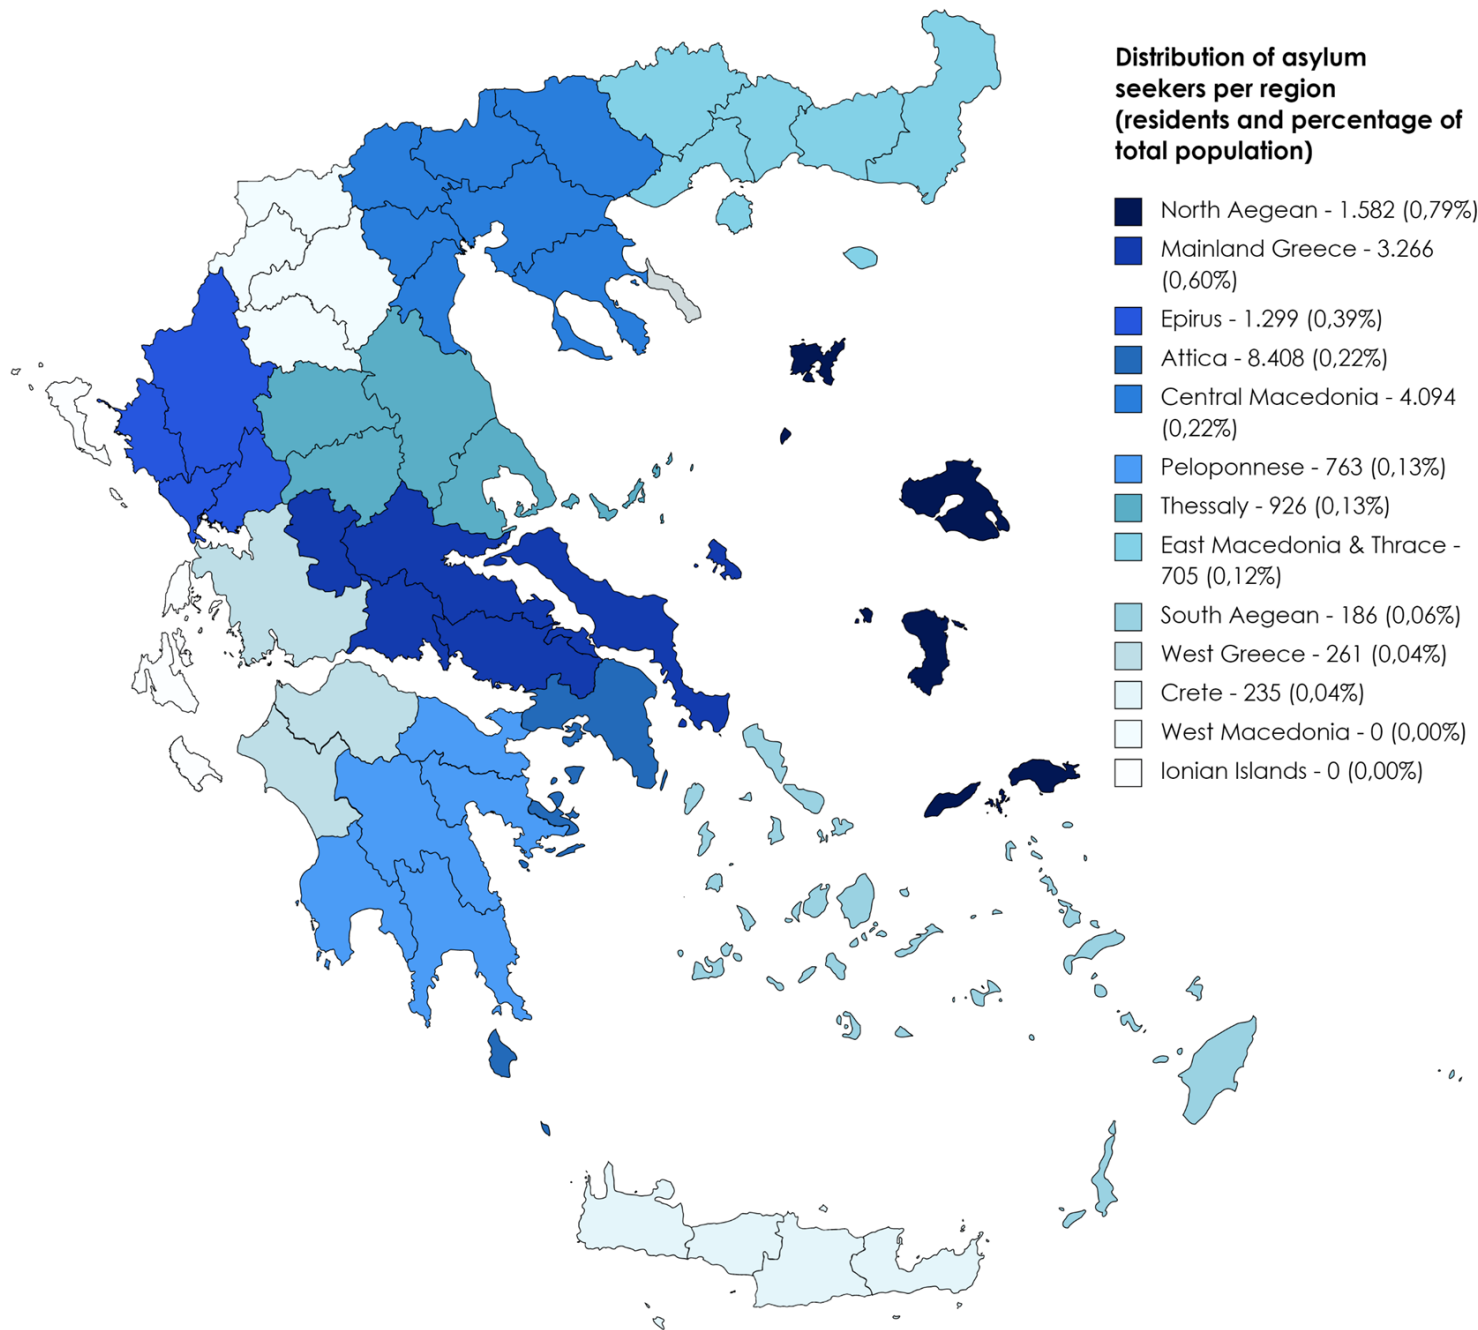 Distribution of asylum
seekers per region
(residents and percentage of
total population)
North Aegean - 1.582 (0,79%)
Mainland Greece - 3.266
(0,60%)
Epirus - 1.299 (0,39%)
Attica - 8.408 (0,22%)
Central Macedonia - 4.094
(0,22%)
Peloponnese - 763 (0,13%)
Thessaly - 926 (0,13%)
East Macedonia & Thrace -
705 (0,12%)
South Aegean - 186 (0,06%)
West Greece - 261 (0,04%)
Crete - 235 (0,04%)
West Macedonia - 0 (0,00%)
Ionian Islands - 0 (0,00%)